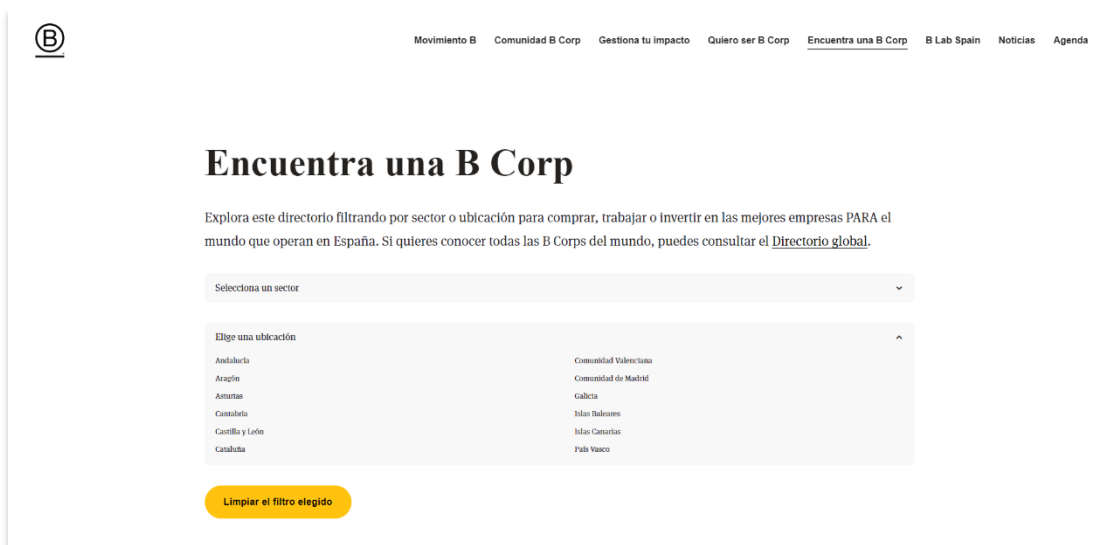 B
Movimiento B Comunidad B Corp Gestiona tu impacto Quiero ser B Corp Encuentra una B Corp B Lab Spain Noticias Agenda
Encuentra una B Corp
Explora este directorio filtrando por sector o ubicación para comprar, trabajar o invertir en las mejores empresas PARA el
mundo que operan en España. Si quieres conocer todas las B Corps del mundo, puedes consultar el Directorio global.
Selecciona un sector
Elige una ubicación
Andalucía Comunidad Valenciana
Aragón Comunidad de Madrid
Asturias Galicia
Cantabria Islas Baleares
Castilla y León Islas Canarias
Cataluña País Vasco
Limpiar el filtro elegido